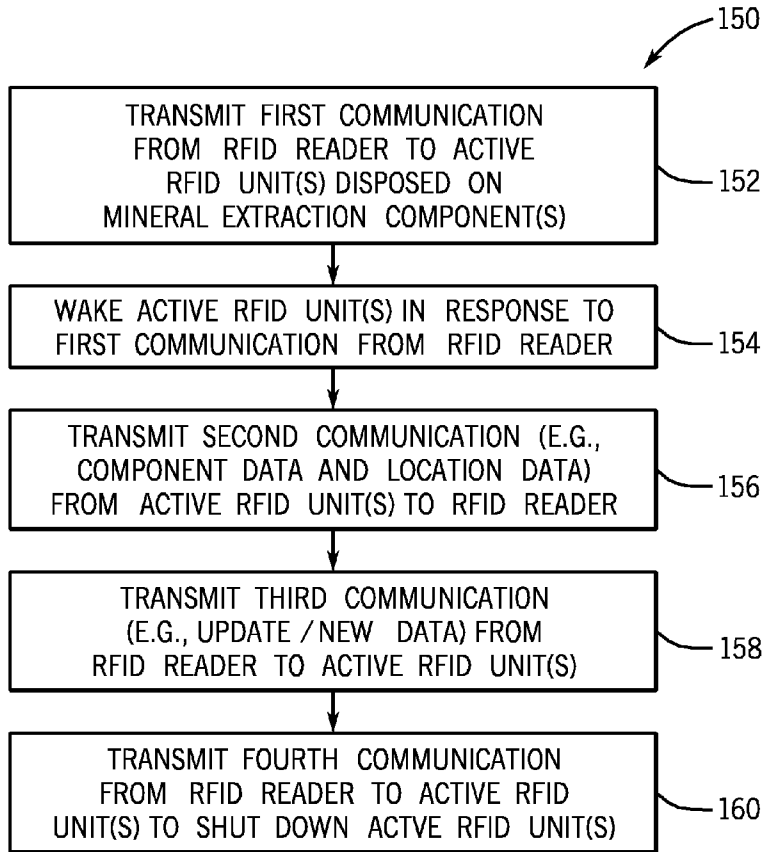 150
TRANSMIT FIRST COMMUNICATION
FROM RFID READER TO ACTIVE
RFID UNIT(S) DISPOSED ON
MINERAL EXTRACTION COMPONENT(S)
152
WAKE ACTIVE RFID UNIT(S) IN RESPONSE TO
FIRST COMMUNICATION FROM RFID READER
154
TRANSMIT SECOND COMMUNICATION (E.G.,
COMPONENT DATA AND LOCATION DATA)
FROM ACTIVE RFID UNIT(S) TO RFID READER
156
TRANSMIT THIRD COMMUNICATION
(E.G., UPDATE / NEW DATA) FROM
RFID READER TO ACTIVE RFID UNIT(S)
158
TRANSMIT FOURTH COMMUNICATION
FROM RFID READER TO ACTIVE RFID
UNIT(S) TO SHUT DOWN ACTVE RFID UNIT(S)
160